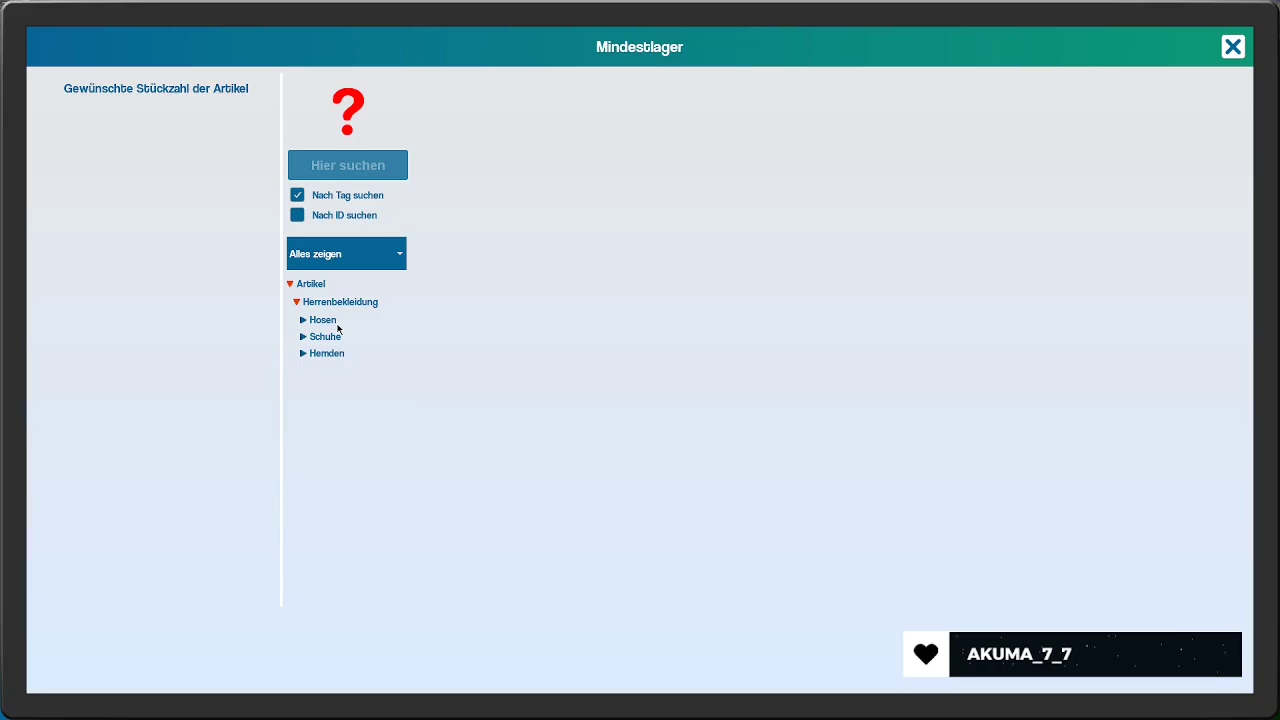 Mindestlager
Gewünschte Stückzahl der Artikel
?
Hier suchen
Nach Tag suchen
Nach ID suchen
Alles zeigen
Artikel
Herrenbekleidung
Hosen
Schuhe
Hemden
AKUMA_7_7